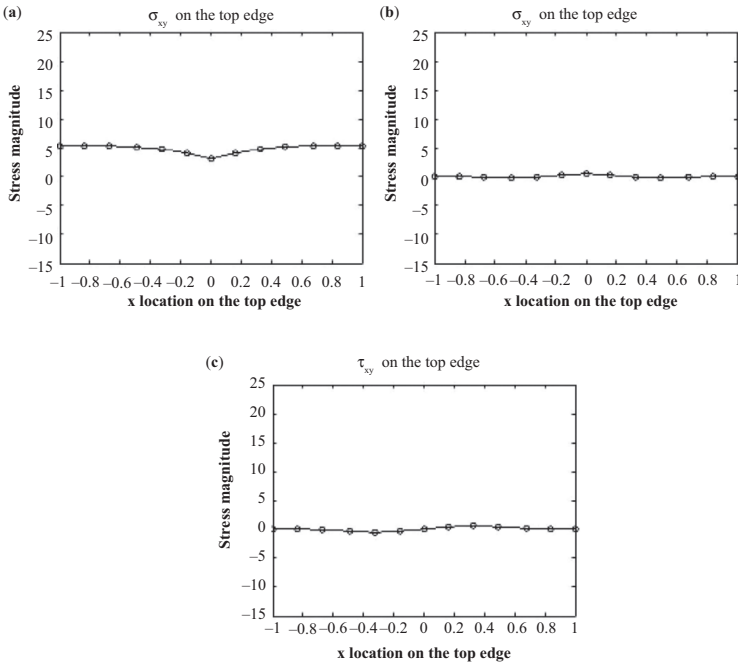 (a)
σxy on the top edge
25
20
15
10
5
0
−5
−10
−15
Stress magnitude
−1 −0.8 −0.6 −0.4 −0.2 0 0.2 0.4 0.6 0.8 1
x location on the top edge
(b)
σxy on the top edge
25
20
15
10
5
0
−5
−10
−15
Stress magnitude
−1 −0.8 −0.6 −0.4 −0.2 0 0.2 0.4 0.6 0.8 1
x location on the top edge
(c)
τxy on the top edge
25
20
15
10
5
0
−5
−10
−15
Stress magnitude
−1 −0.8 −0.6 −0.4 −0.2 0 0.2 0.4 0.6 0.8 1
x location on the top edge